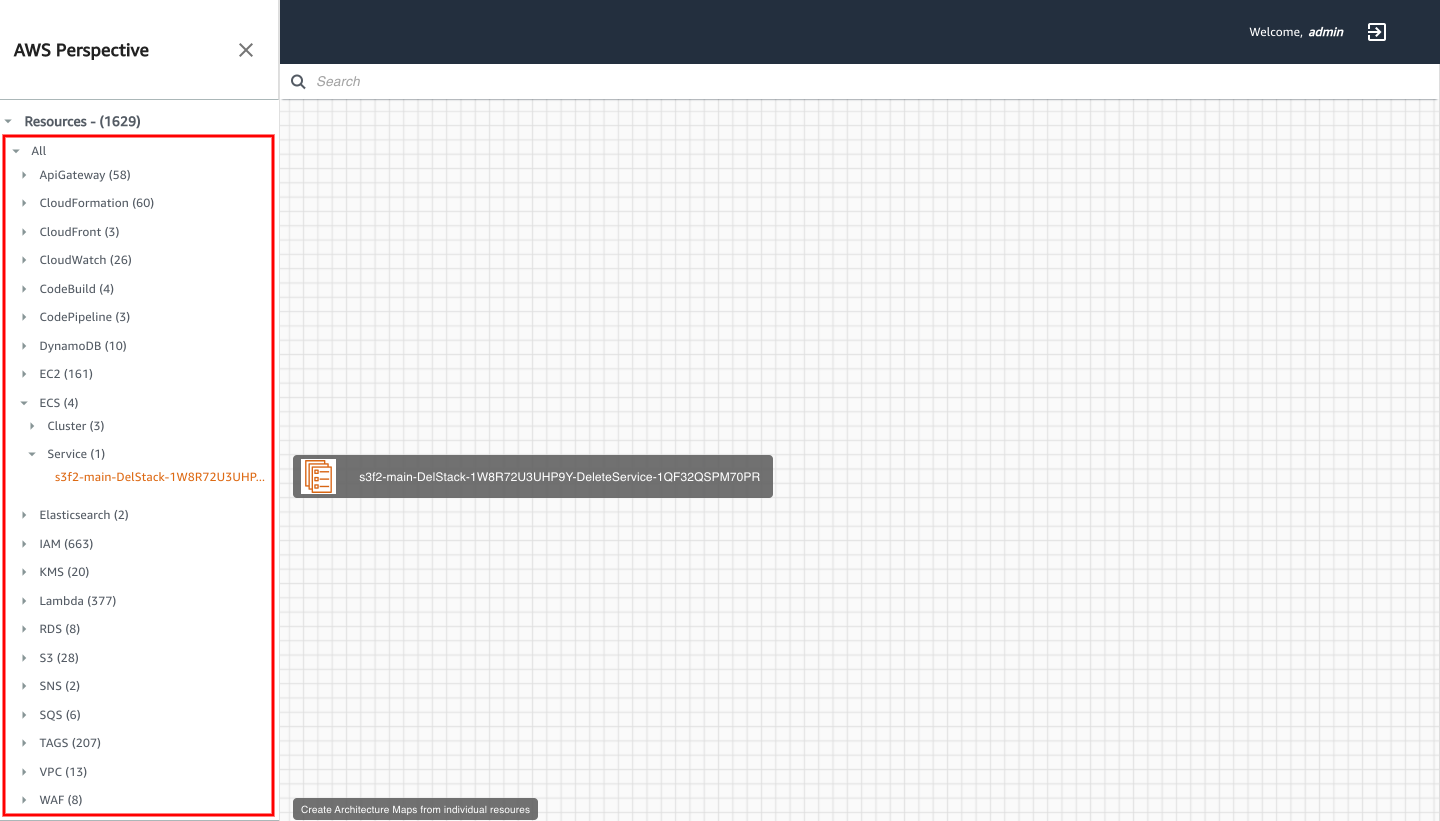 AWS Perspective
Welcome, admin
Search
Resources - (1629)
All
ApiGateway (58)
CloudFormation (60)
CloudFront (3)
CloudWatch (26)
CodeBuild (4)
CodePipeline (3)
DynamoDB (10)
EC2 (161)
ECS (4)
Cluster (3)
Service (1)
s3f2-main-DelStack-1W8R72U3UHP...
s3f2-main-DelStack-1W8R72U3UHP9Y-DeleteService-1QF32QSPM70PR
Elasticsearch (2)
IAM (663)
KMS (20)
Lambda (377)
RDS (8)
S3 (28)
SNS (2)
SQS (6)
TAGS (207)
VPC (13)
WAF (8)
Create Architecture Maps from individual resoures